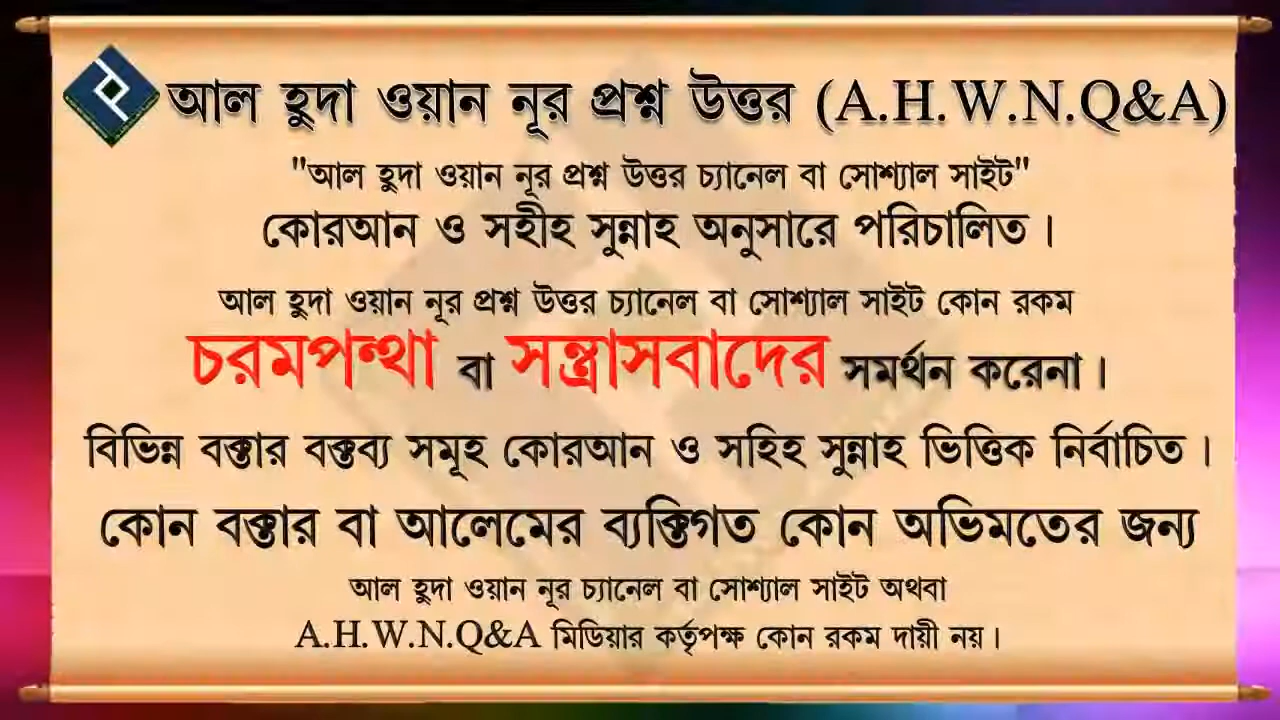 আল হুদা ওয়ান নূর প্রশ্ন উত্তর (A.H.W.N.Q&A)
"আল হুদা ওয়ান নূর প্রশ্ন উত্তর চ্যানেল বা সোশ্যাল সাইট"
কোরআন ও সহীহ সুন্নাহ অনুসারে পরিচালিত ।
আল হুদা ওয়ান নূর প্রশ্ন উত্তর চ্যানেল বা সোশ্যাল সাইট কোন রকম
চরমপন্থা বা সন্ত্রাসবাদের সমর্থন করেনা ।
বিভিন্ন বক্তার বক্তব্য সমূহ কোরআন ও সহিহ সুন্নাহ ভিত্তিক নির্বাচিত ।
কোন বক্তার বা আলেমের ব্যক্তিগত কোন অভিমতের জন্য
আল হুদা ওয়ান নূর চ্যানেল বা সোশ্যাল সাইট অথবা
A.H.W.N.Q&A মিডিয়ার কর্তৃপক্ষ কোন রকম দায়ী নয় ।